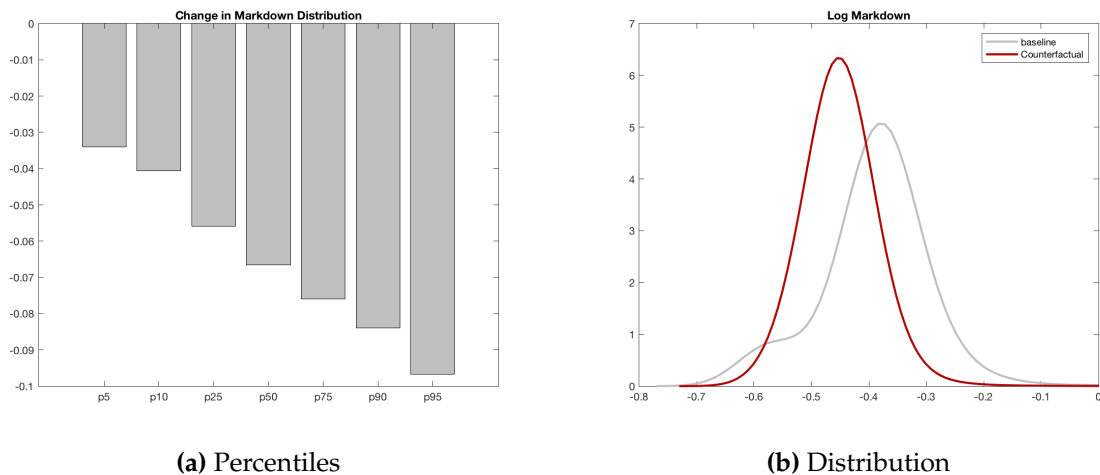 Change in Markdown Distribution
0
-0.01
-0.02
-0.03
-0.04
-0.05
-0.06
-0.07
-0.08
-0.09
-0.1
p5 p10 p25 p50 p75 p90 p95
(a) Percentiles
Log Markdown
7
6
5
4
3
2
1
0
baseline
Counterfactual
-0.8 -0.7 -0.6 -0.5 -0.4 -0.3 -0.2 -0.1 0
(b) Distribution